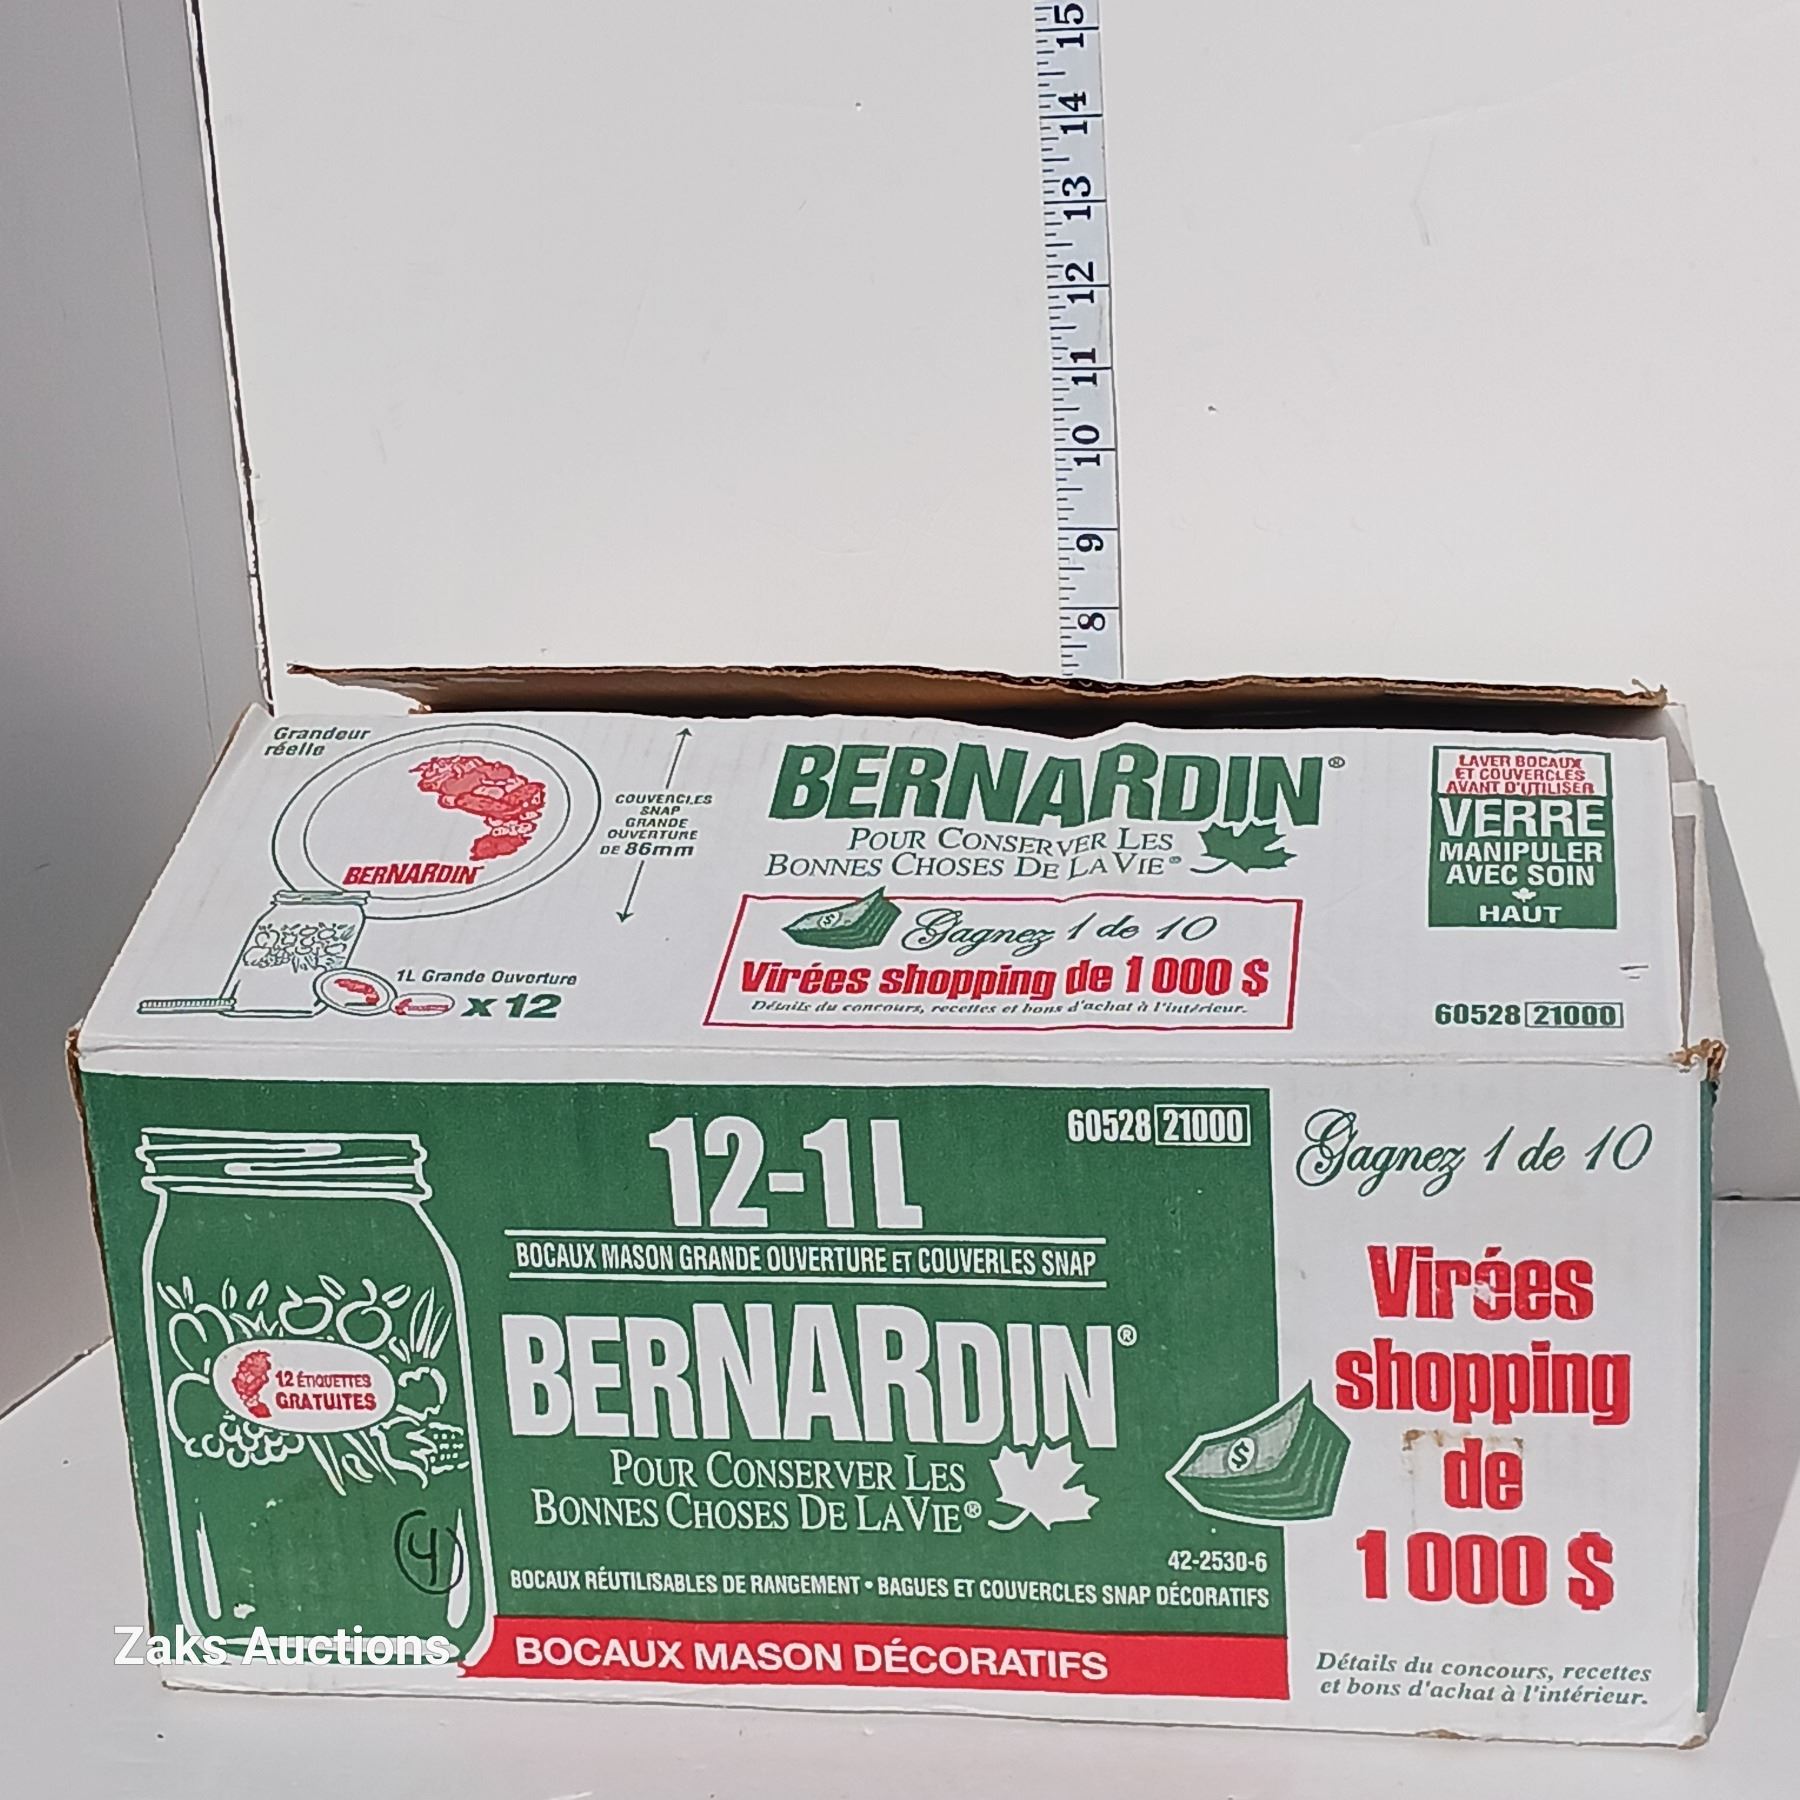 15
14
13
12
11
10
9
8
Grandeur
réelle
BERNARDIN
COUVERCLES
SNAP
GRANDE
OUVERTURE
DE 86mm
1L Grande Ouverture
x 12
BERNARDIN®
POUR CONSERVER LES
BONNES CHOSES DE LA VIE®
$
Gagnez 1 de 10
Virées shopping de 1 000 $
Détails du concours, recettes et bons d'achat à l'intérieur.
LAVER BOCAUX
ET COUVERCLES
AVANT D'UTILISER
VERRE
MANIPULER
AVEC SOIN
HAUT
60528 21000
12-1L
60528 21000
BOCAUX MASON GRANDE OUVERTURE ET COUVERLES SNAP
BERNARDIN®
POUR CONSERVER LES
BONNES CHOSES DE LA VIE®
12 ÉTIQUETTES
GRATUITES
4
42-2530-6
BOCAUX RÉUTILISABLES DE RANGEMENT • BAGUES ET COUVERCLES SNAP DÉCORATIFS
BOCAUX MASON DÉCORATIFS
Gagnez 1 de 10
Virées
shopping
de
1 000 $
$
Détails du concours, recettes
et bons d'achat à l'intérieur.
Zaks Auctions